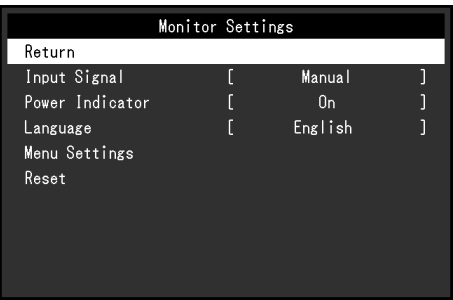 Monitor Settings
Return
Input Signal [ Manual ]
Power Indicator [ On ]
Language [ English ]
Menu Settings
Reset